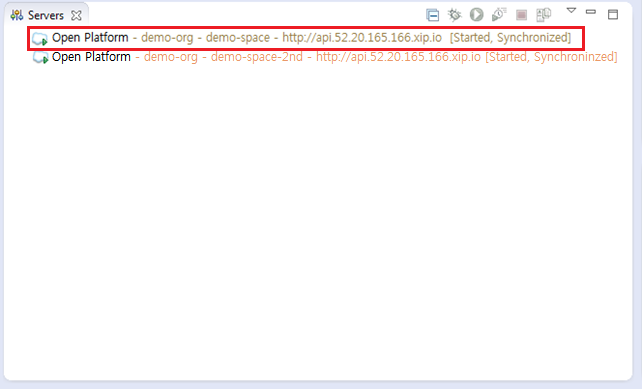 Servers
Open Platform - demo-org - demo-space - http://api.52.20.165.166.xip.io [Started, Synchronized]
Open Platform - demo-org - demo-space-2nd - http://api.52.20.165.166.xip.io [Started, Synchroninzed]